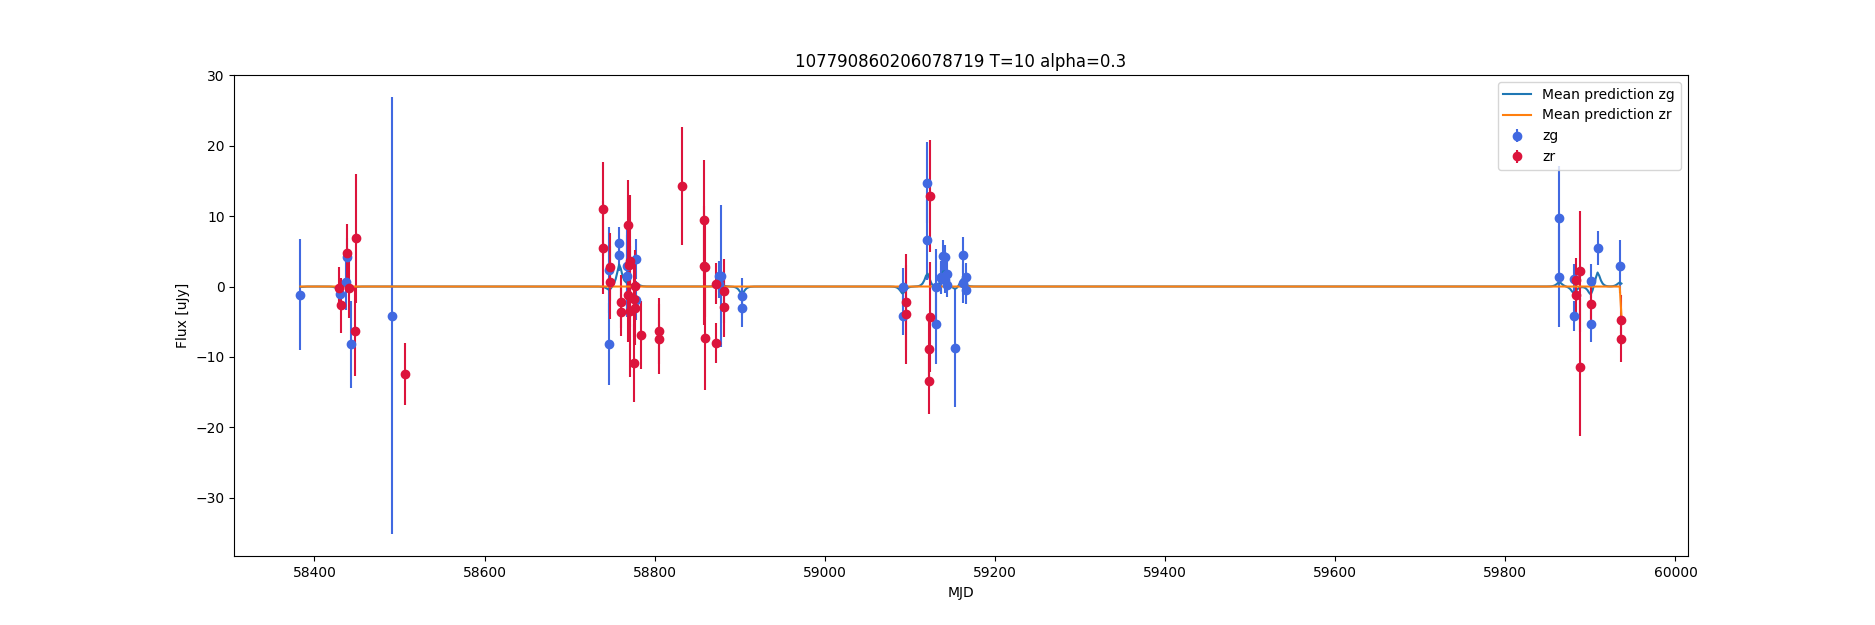 107790860206078719 T=10 alpha=0.3
30
20
10
0
−10
−20
−30
Flux [uJy]
Mean prediction zg
Mean prediction zr
zg
zr
58400 58600 58800 59000 59200 59400 59600 59800 60000
MJD